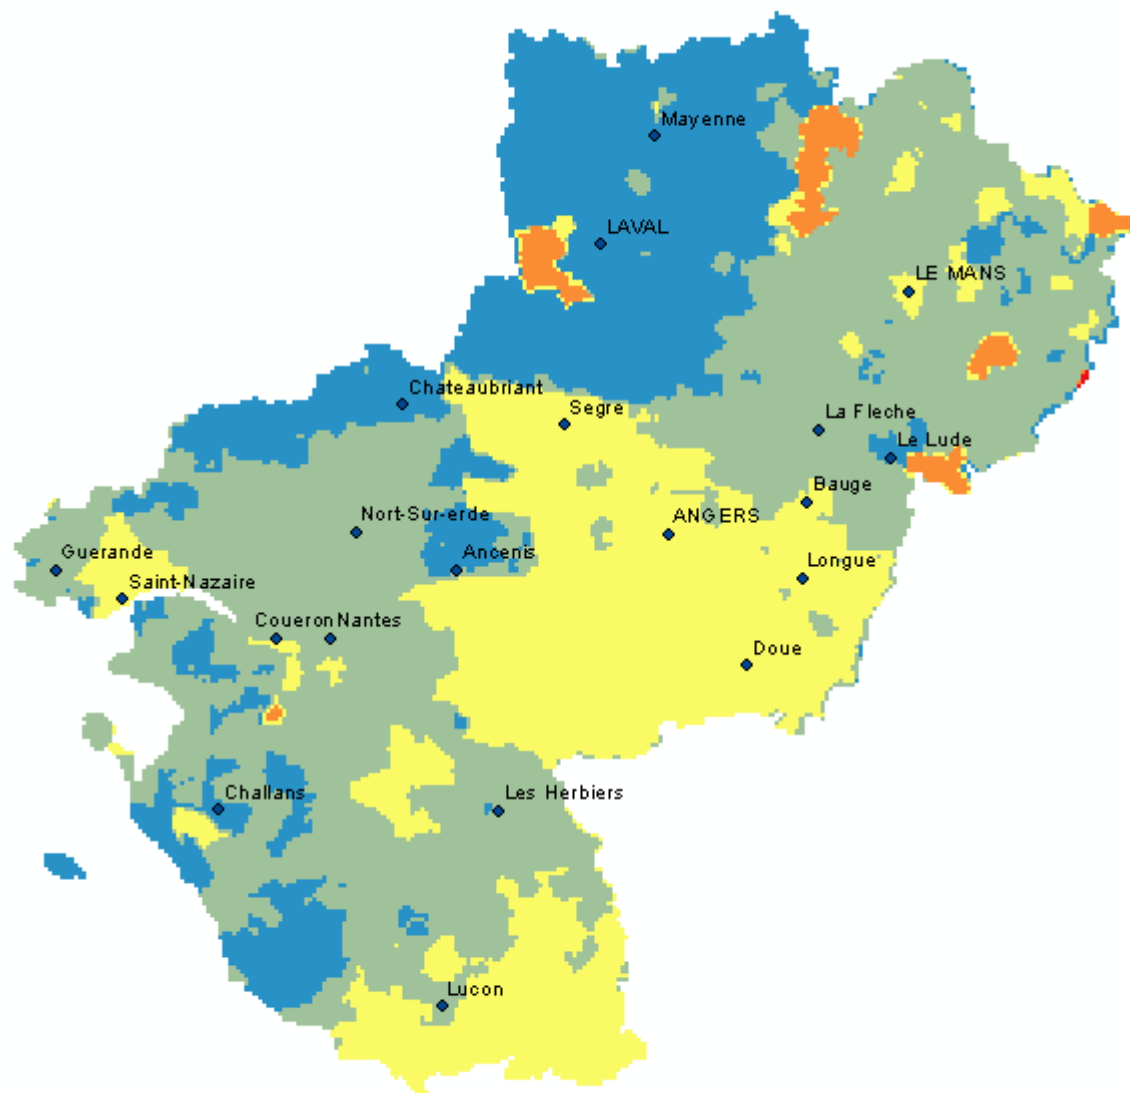 Mayenne
LAVAL
LE MANS
Chateaubriant
Segre
La Fleche
Le Lude
Bauge
Nort-Sur-erde
ANGERS
Guerande
Ancenis
Longue
Saint-Nazaire
Coueron Nantes
Doue
Challans
Les Herbiers
Lucon